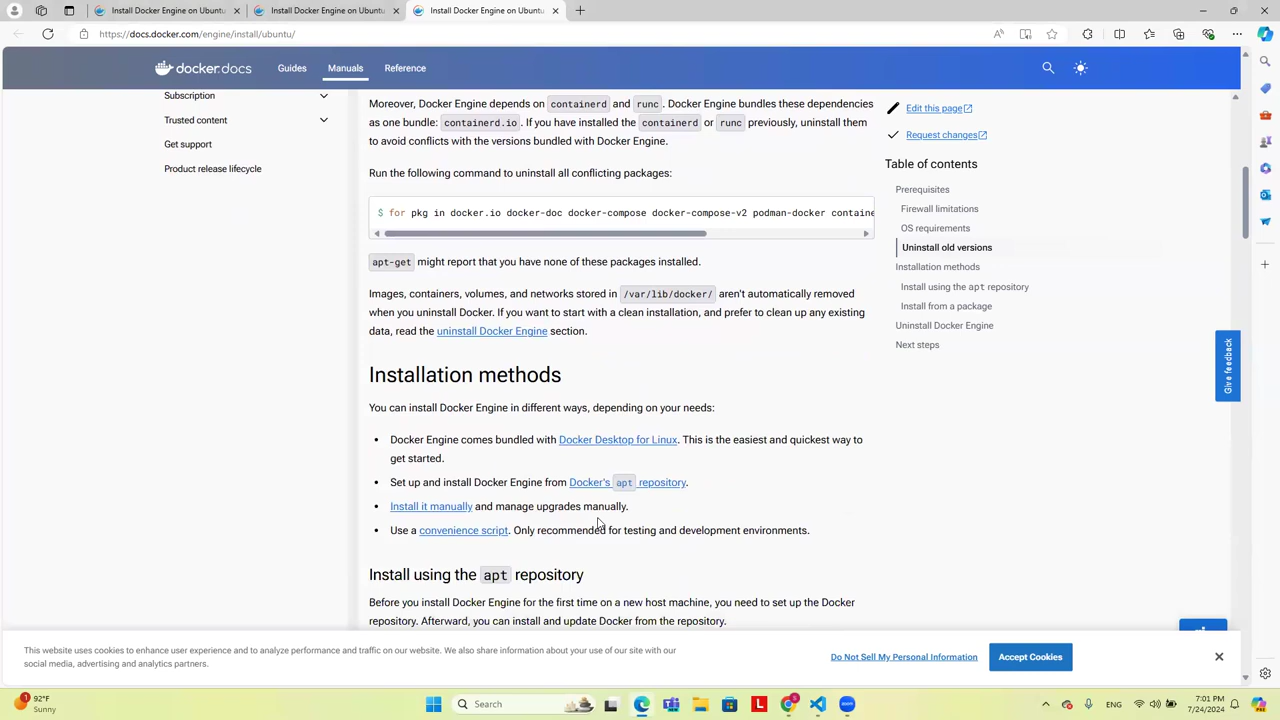 Install Docker Engine on Ubuntu
Install Docker Engine on Ubuntu
Install Docker Engine on Ubuntu
https://docs.docker.com/engine/install/ubuntu/
docker.docs
Guides
Manuals
Reference
Subscription
Trusted content
Get support
Product release lifecycle
Moreover, Docker Engine depends on containerd and runc. Docker Engine bundles these dependencies
as one bundle: containerd.io. If you have installed the containerd or runc previously, uninstall them
to avoid conflicts with the versions bundled with Docker Engine.
Run the following command to uninstall all conflicting packages:
$ for pkg in docker.io docker-doc docker-compose docker-compose-v2 podman-docker containe
apt-get might report that you have none of these packages installed.
Images, containers, volumes, and networks stored in /var/lib/docker/ aren't automatically removed
when you uninstall Docker. If you want to start with a clean installation, and prefer to clean up any existing
data, read the uninstall Docker Engine section.
Installation methods
You can install Docker Engine in different ways, depending on your needs:
• Docker Engine comes bundled with Docker Desktop for Linux. This is the easiest and quickest way to
get started.
• Set up and install Docker Engine from Docker's apt repository.
• Install it manually and manage upgrades manually.
• Use a convenience script. Only recommended for testing and development environments.
Install using the apt repository
Before you install Docker Engine for the first time on a new host machine, you need to set up the Docker
repository. Afterward, you can install and update Docker from the repository.
Edit this page
Request changes
Table of contents
Prerequisites
Firewall limitations
OS requirements
Uninstall old versions
Installation methods
Install using the apt repository
Install from a package
Uninstall Docker Engine
Next steps
Give feedback
This website uses cookies to enhance user experience and to analyze performance and traffic on our website. We also share information about your use of our site with our
social media, advertising and analytics partners.
Do Not Sell My Personal Information
Accept Cookies
92°F
Sunny
Search
ENG
7:01 PM
7/24/2024